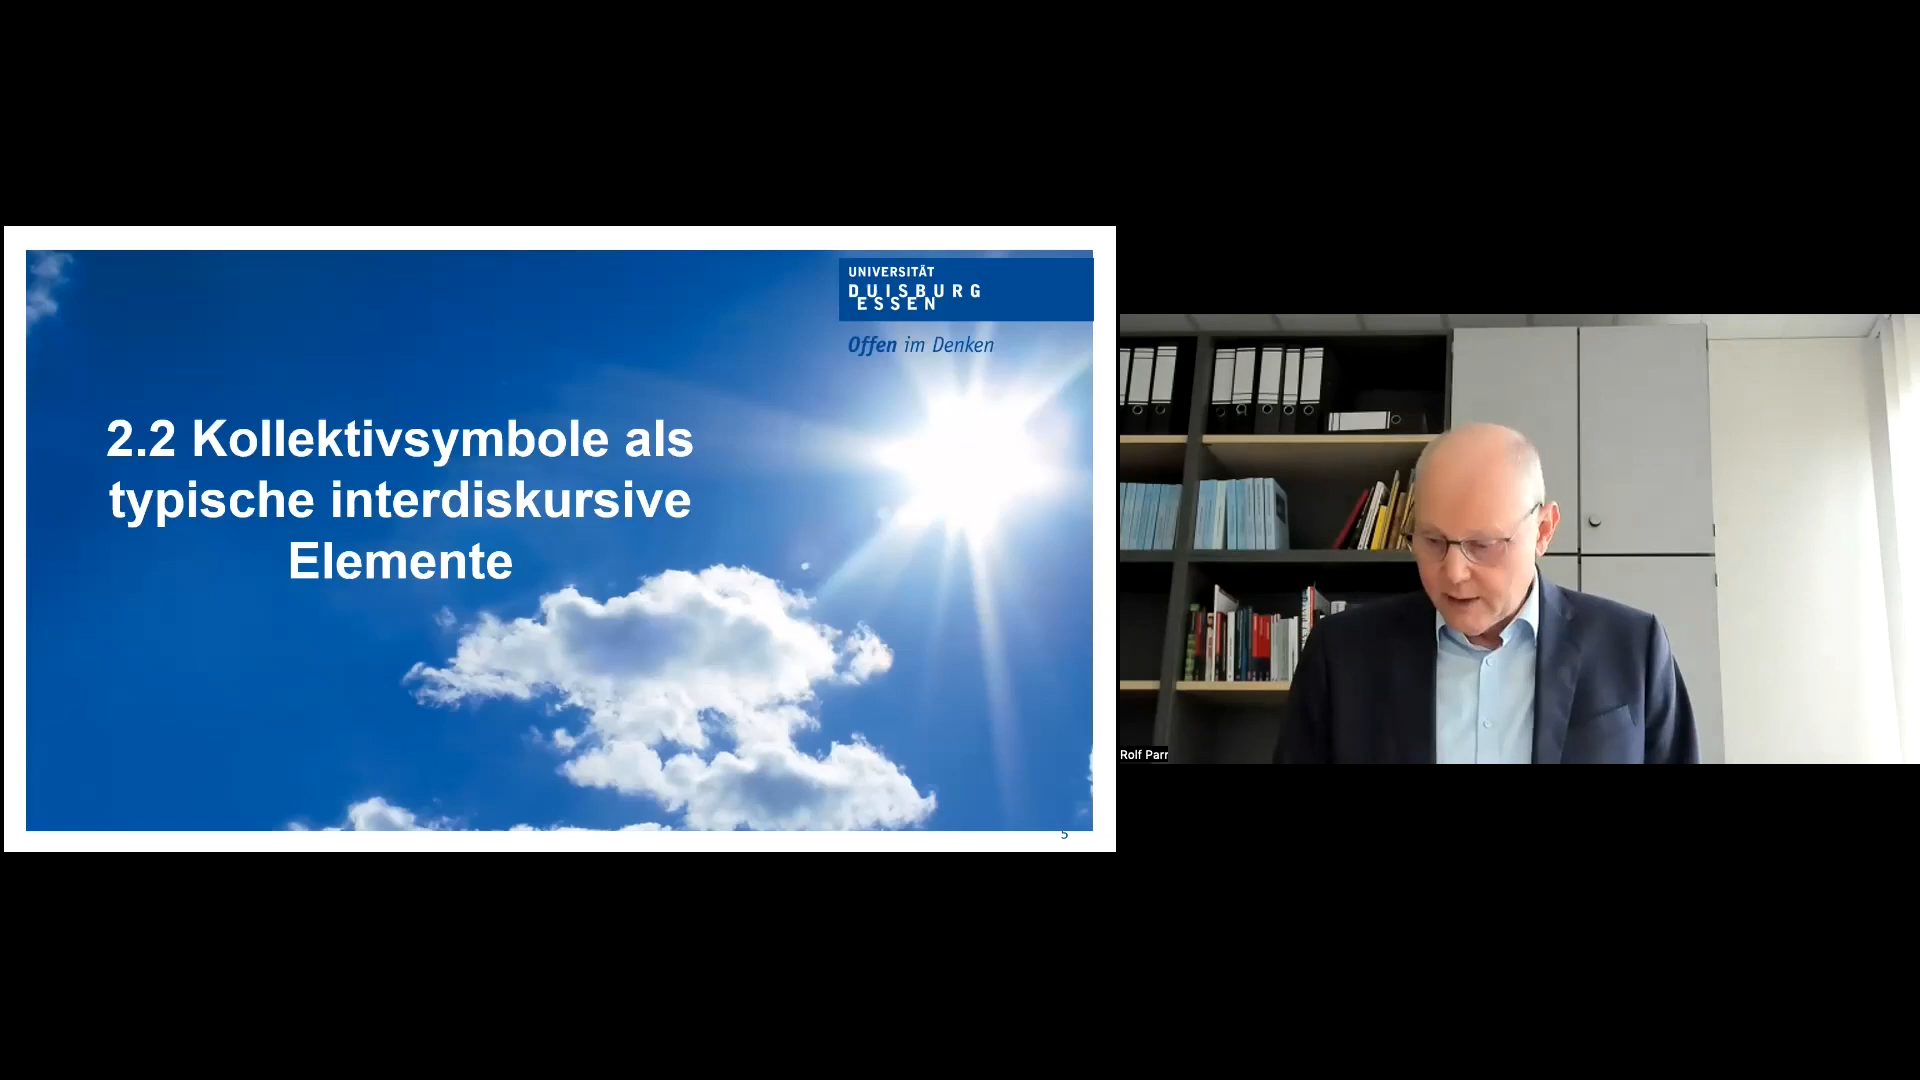 UNIVERSITÄT
DUISBURG
ESSEN
Offen im Denken
2.2 Kollektivsymbole als
typische interdiskursive
Elemente
5
Rolf Parr